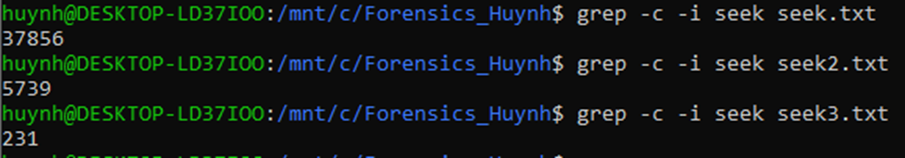 huynh@DESKTOP-LD37IOO:/mnt/c/Forensics_Huynh$ grep -c -i seek seek.txt
37856
huynh@DESKTOP-LD37IOO:/mnt/c/Forensics_Huynh$ grep -c -i seek seek2.txt
5739
huynh@DESKTOP-LD37IOO:/mnt/c/Forensics_Huynh$ grep -c -i seek seek3.txt
231